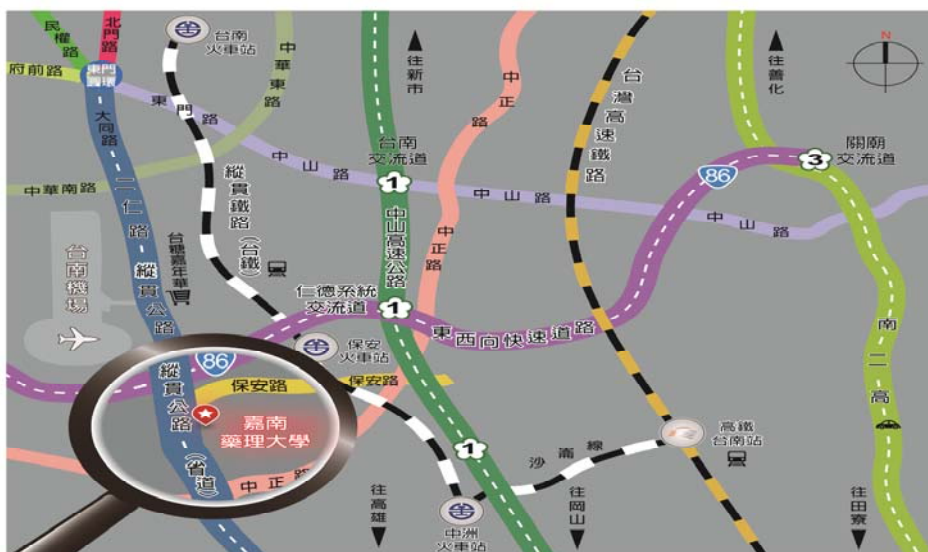 民權路
北門路
府前路
東門圓環
台南
火車站
中華東路
往新市
中正路
台灣高速鐵路
往善化
N
大同路
東門路
台南
交流道
關廟
交流道
3
86
1
中山路
中山路
中山路
中華南路
二仁路
縱貫鐵路
(台鐵)
中山高速公路
中正路
台南機場
台糖嘉年華
縱貫公路
仁德系統
交流道
1
東西向快速道路
南二高
保安
火車站
86
縱貫公路
(省道)
保安路
保安路
嘉南
藥理大學
中正路
高鐵
台南站
沙崙線
1
往高雄
中洲
火車站
往岡山
往田寮